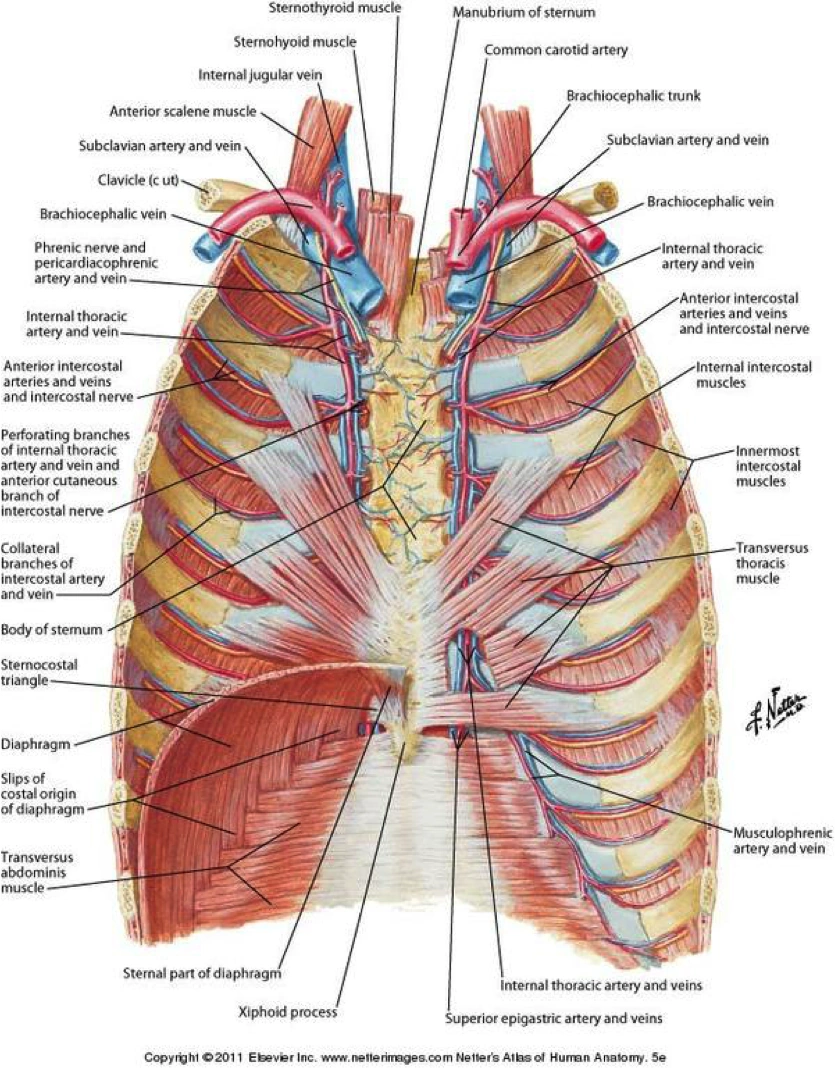 Sternothyroid muscle
Manubrium of sternum
Sternohyoid muscle
Common carotid artery
Internal jugular vein
Brachiocephalic trunk
Anterior scalene muscle
Subclavian artery and vein
Subclavian artery and vein
Clavicle (c ut)
Brachiocephalic vein
Brachiocephalic vein
Phrenic nerve and
pericardiacophrenic
artery and vein
Internal thoracic
artery and vein
Internal thoracic
artery and vein
Anterior intercostal
arteries and veins
and intercostal nerve
Anterior intercostal
arteries and veins
and intercostal nerve
Internal intercostal
muscles
Perforating branches
of internal thoracic
artery and vein and
anterior cutaneous
branch of
intercostal nerve
Innermost
intercostal
muscles
Collateral
branches of
intercostal artery
and vein
Transversus
thoracis
muscle
Body of sternum
Sternocostal
triangle
F. Netter
M.D.
Diaphragm
Slips of
costal origin
of diaphragm
Musculophrenic
artery and vein
Transversus
abdominis
muscle
Sternal part of diaphragm
Internal thoracic artery and veins
Xiphoid process
Superior epigastric artery and veins
Copyright ©2011 Elsevier Inc. www.netterimages.com Netter's Atlas of Human Anatomy. 5e